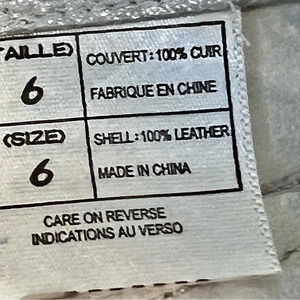 (TAILLE)
6
COUVERT: 100% CUIR
FABRIQUE EN CHINE
(SIZE)
6
SHELL: 100% LEATHER
MADE IN CHINA
CARE ON REVERSE
INDICATIONS AU VERSO